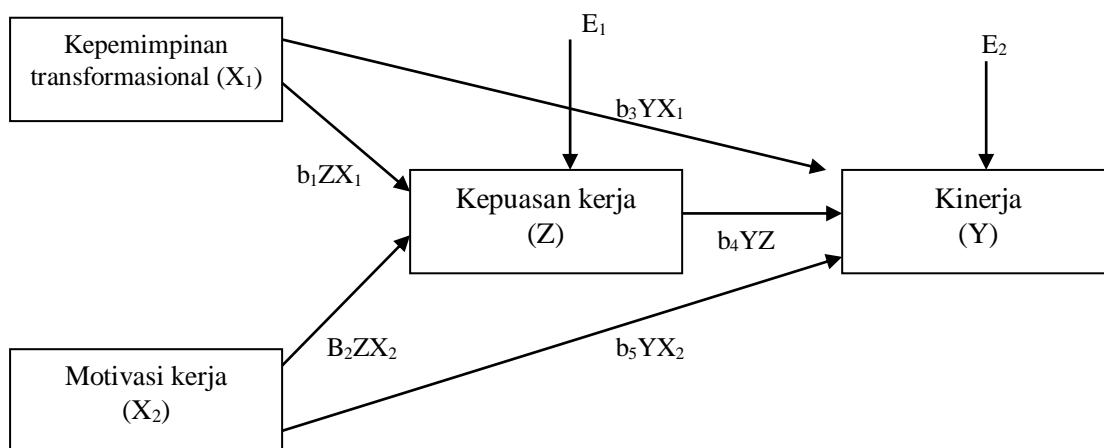 Kepemimpinan
transformasional (X₁)
E₁
E₂
b₃YX₁
b₁ZX₁
Kepuasan kerja
(Z)
b₄YZ
Kinerja
(Y)
B₂ZX₂
b₅YX₂
Motivasi kerja
(X₂)